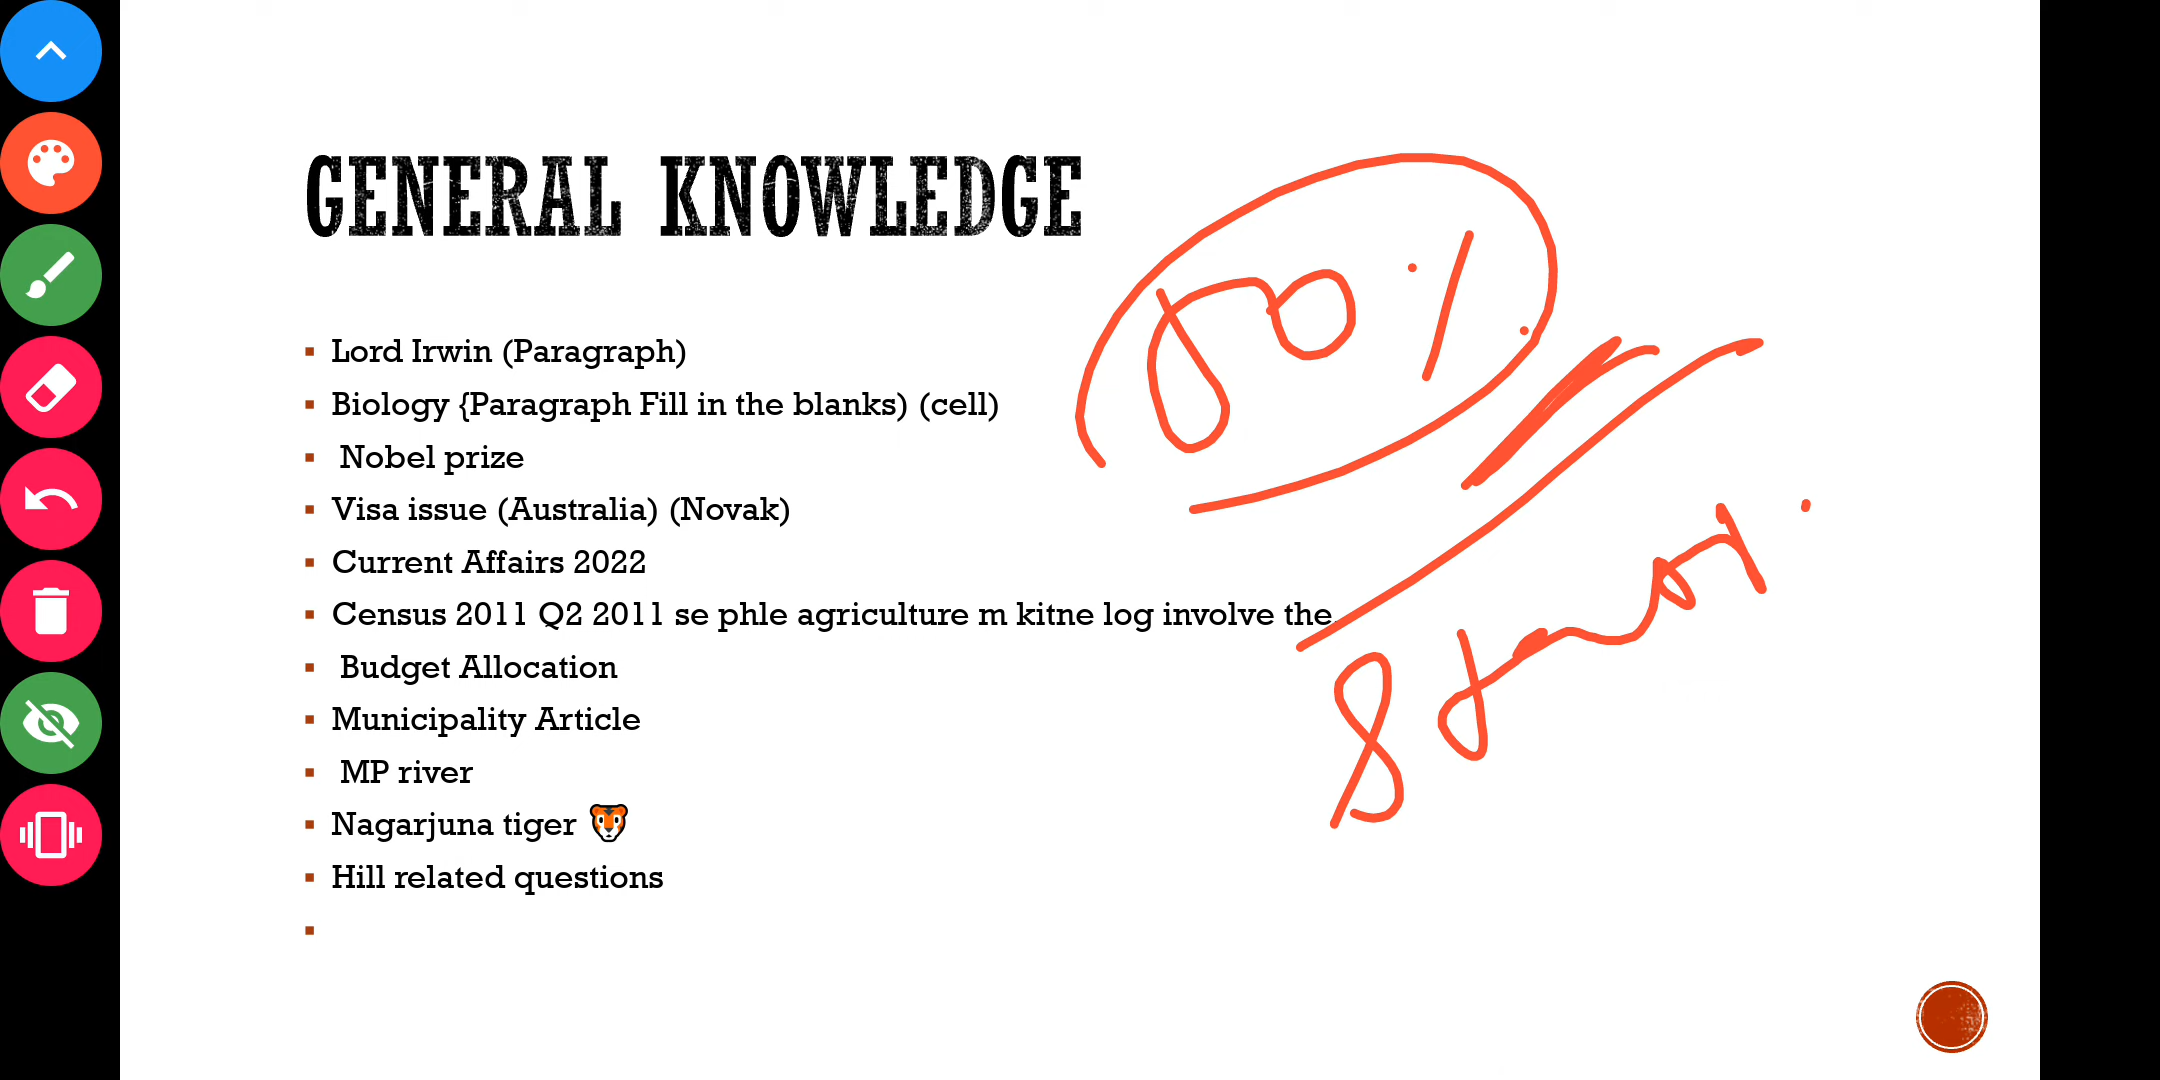 GENERAL KNOWLEDGE
Lord Irwin (Paragraph)
Biology {Paragraph Fill in the blanks) (cell)
Nobel prize
Visa issue (Australia) (Novak)
Current Affairs 2022
Census 2011 Q2 2011 se phle agriculture m kitne log involve the.
Budget Allocation
Municipality Article
MP river
Nagarjuna tiger 🐯
Hill related questions
8